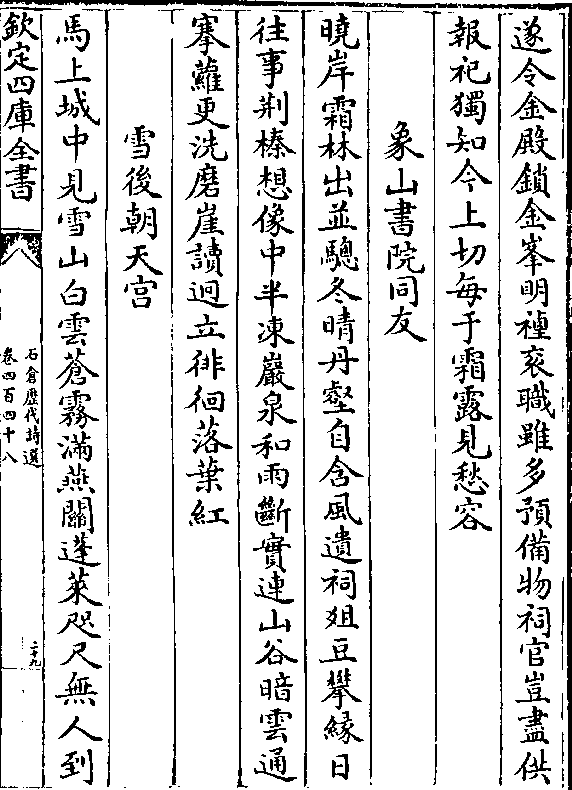 遂令金殿鎖金峯明禋衮職雖多預備物祠官豈盡供
報祀獨知今上切每于霜露見愁容
象山書院同友
曉岸霜林出並驄冬晴丹壑自含風遺祠俎豆攀緣日
往事荆榛想像中半凍巖泉和雨斷實連山谷暗雲通
搴蘿更洗磨崖讀迥立徘徊落葉紅
雪後朝天宫
馬上城中見雪山白雲蒼霧滿燕關蓬萊咫尺無人到
欽定四庫全書
石倉歷代詩選
卷四百四十八
二十九